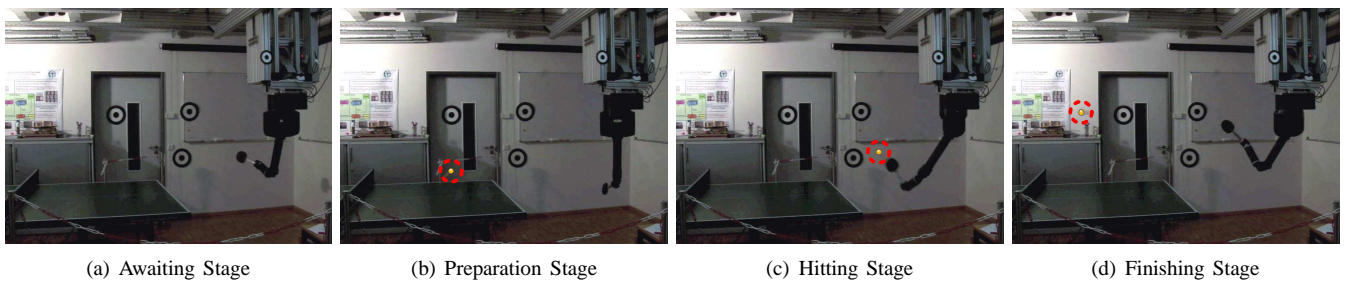 (a) Awaiting Stage
(b) Preparation Stage
(c) Hitting Stage
(d) Finishing Stage